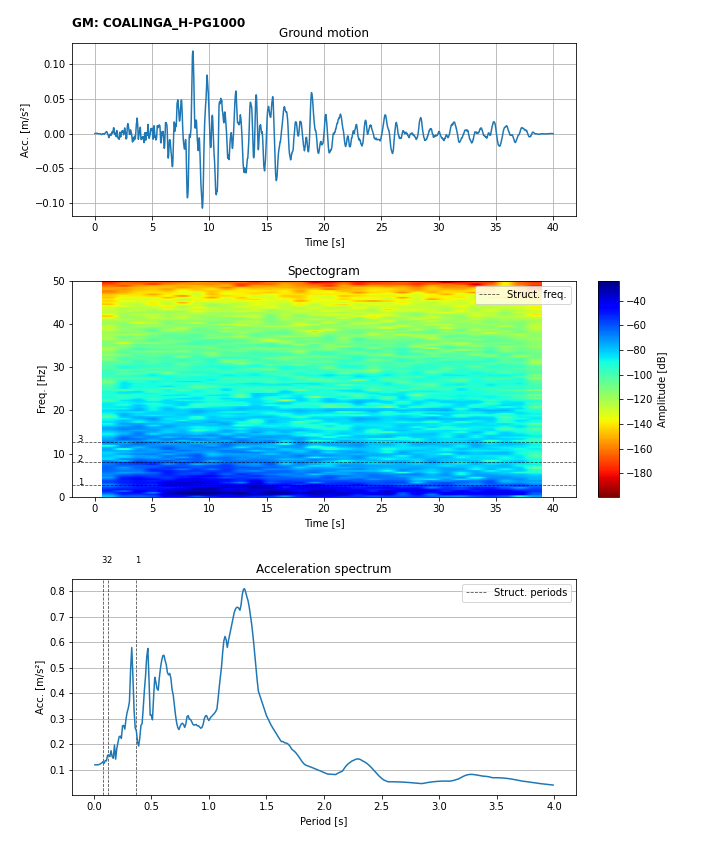 GM: COALINGA_H-PG1000
Ground motion
Acc. [m/s²]
0.10
0.05
0.00
−0.05
−0.10
0 5 10 15 20 25 30 35 40
Time [s]
Spectogram
Struct. freq.
Freq. [Hz]
50
40
30
20
10
0
3
2
1
0 5 10 15 20 25 30 35 40
Time [s]
−40
−60
−80
−100
−120
−140
−160
−180
Amplitude [dB]
3 2 1
Acceleration spectrum
Struct. periods
Acc. [m/s²]
0.8
0.7
0.6
0.5
0.4
0.3
0.2
0.1
0.0 0.5 1.0 1.5 2.0 2.5 3.0 3.5 4.0
Period [s]